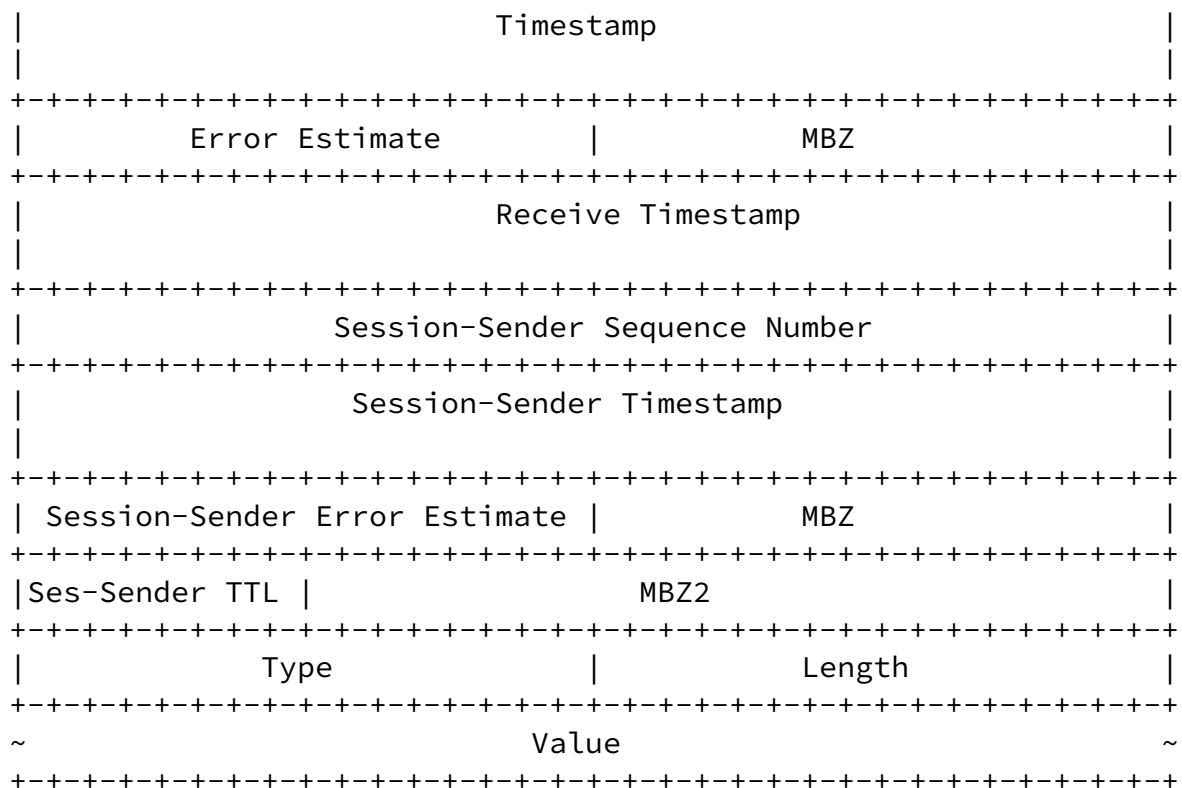 |                          Timestamp                            |
|                                                               |
+-+-+-+-+-+-+-+-+-+-+-+-+-+-+-+-+-+-+-+-+-+-+-+-+-+-+-+-+-+-+-+-+
|         Error Estimate        |           MBZ                 |
+-+-+-+-+-+-+-+-+-+-+-+-+-+-+-+-+-+-+-+-+-+-+-+-+-+-+-+-+-+-+-+-+
|                          Receive Timestamp                    |
|                                                               |
+-+-+-+-+-+-+-+-+-+-+-+-+-+-+-+-+-+-+-+-+-+-+-+-+-+-+-+-+-+-+-+-+
|                 Session-Sender Sequence Number                |
+-+-+-+-+-+-+-+-+-+-+-+-+-+-+-+-+-+-+-+-+-+-+-+-+-+-+-+-+-+-+-+-+
|                  Session-Sender Timestamp                     |
|                                                               |
+-+-+-+-+-+-+-+-+-+-+-+-+-+-+-+-+-+-+-+-+-+-+-+-+-+-+-+-+-+-+-+-+
| Session-Sender Error Estimate |           MBZ                 |
+-+-+-+-+-+-+-+-+-+-+-+-+-+-+-+-+-+-+-+-+-+-+-+-+-+-+-+-+-+-+-+-+
|Ses-Sender TTL |                  MBZ2                         |
+-+-+-+-+-+-+-+-+-+-+-+-+-+-+-+-+-+-+-+-+-+-+-+-+-+-+-+-+-+-+-+-+
|             Type              |           Length              |
+-+-+-+-+-+-+-+-+-+-+-+-+-+-+-+-+-+-+-+-+-+-+-+-+-+-+-+-+-+-+-+-+
~                            Value                              ~
+-+-+-+-+-+-+-+-+-+-+-+-+-+-+-+-+-+-+-+-+-+-+-+-+-+-+-+-+-+-+-+-+